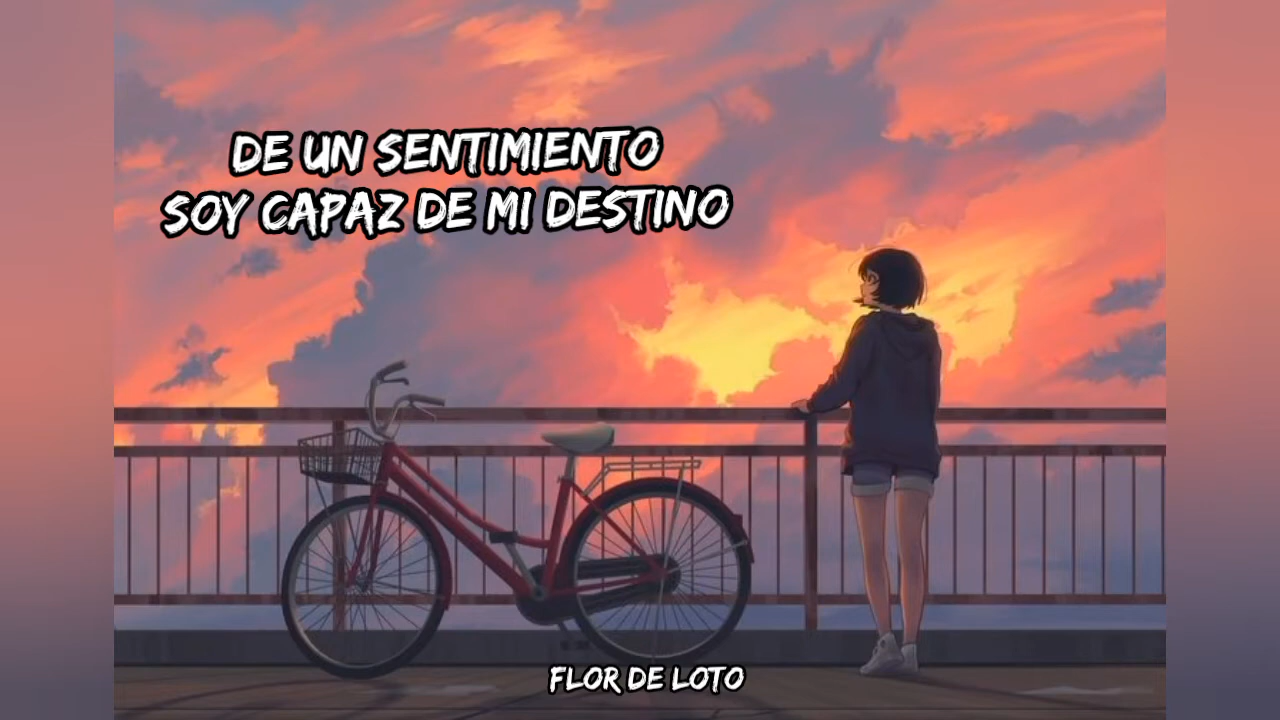 DE UN SENTIMIENTO
SOY CAPAZ DE MI DESTINO
FLOR DE LOTO